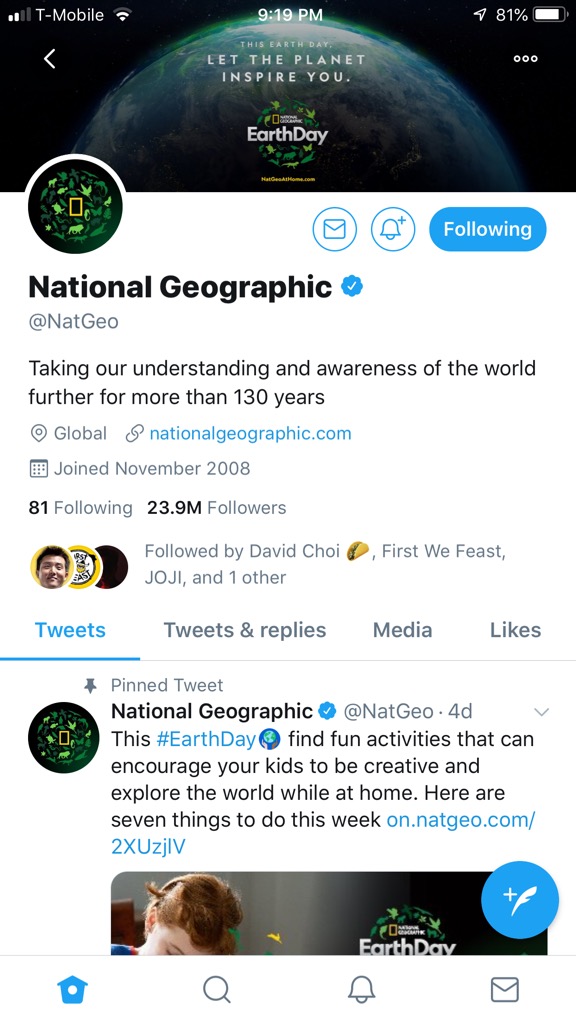 T-Mobile
9:19 PM
81%
THIS EARTH DAY,
LET THE PLANET
INSPIRE YOU.
NATIONAL
GEOGRAPHIC
EarthDay
NatGeoAtHome.com
Following
National Geographic
@NatGeo
Taking our understanding and awareness of the world
further for more than 130 years
Global nationalgeographic.com
Joined November 2008
81 Following 23.9M Followers
Followed by David Choi 🌮, First We Feast,
JOJI, and 1 other
Tweets Tweets & replies Media Likes
Pinned Tweet
National Geographic @NatGeo · 4d
This #EarthDay find fun activities that can
encourage your kids to be creative and
explore the world while at home. Here are
seven things to do this week on.natgeo.com/
2XUzjlV
NATIONAL
GEOGRAPHIC
EarthDay